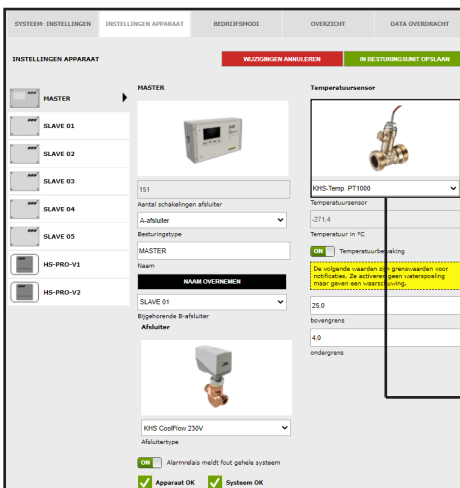 SYSTEEM- INSTELLINGEN
INSTELLINGEN APPARAAT
BEDRIJFSMODI
OVERZICHT
DATA OVERDRACHT
INSTELLINGEN APPARAAT
WIJZIGINGEN ANNULEREN
IN BESTURINGSUNIT OPSLAAN
MASTER
SLAVE 01
SLAVE 02
SLAVE 03
SLAVE 04
SLAVE 05
HS-PRO-V1
HS-PRO-V2
MASTER
151
Aantal schakelingen afsluiter
A-afsluiter
Besturingstype
MASTER
Naam
NAAM OVERNEMEN
SLAVE 01
Bijgehorende B-afsluiter
Afsluiter
KHS CoolFlow 230V
Afsluitertype
ON Alarmrelais meldt fout gehele systeem
Apparaat OK
Systeem OK
Temperatuursensor
KHS-Temp. PT1000
Temperatuursensor
-271,4
Temperatuur in °C
ON Temperatuurbewaking
De volgende waarden zijn grenswaarden voor
notificaties. Ze activeren geen waterspoeling
maar geven een waarschuwing.
25,0
bovengrens
4,0
ondergrens